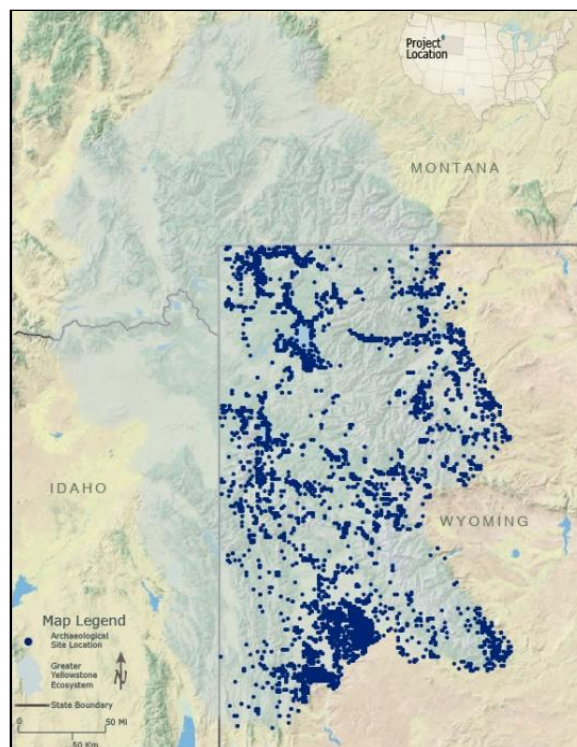 Project
Location
MONTANA
IDAHO
WYOMING
Map Legend
Archaeological
Site Location
Greater
Yellowstone
Ecosystem
N
State Boundary
0 50 Mi
50 Km